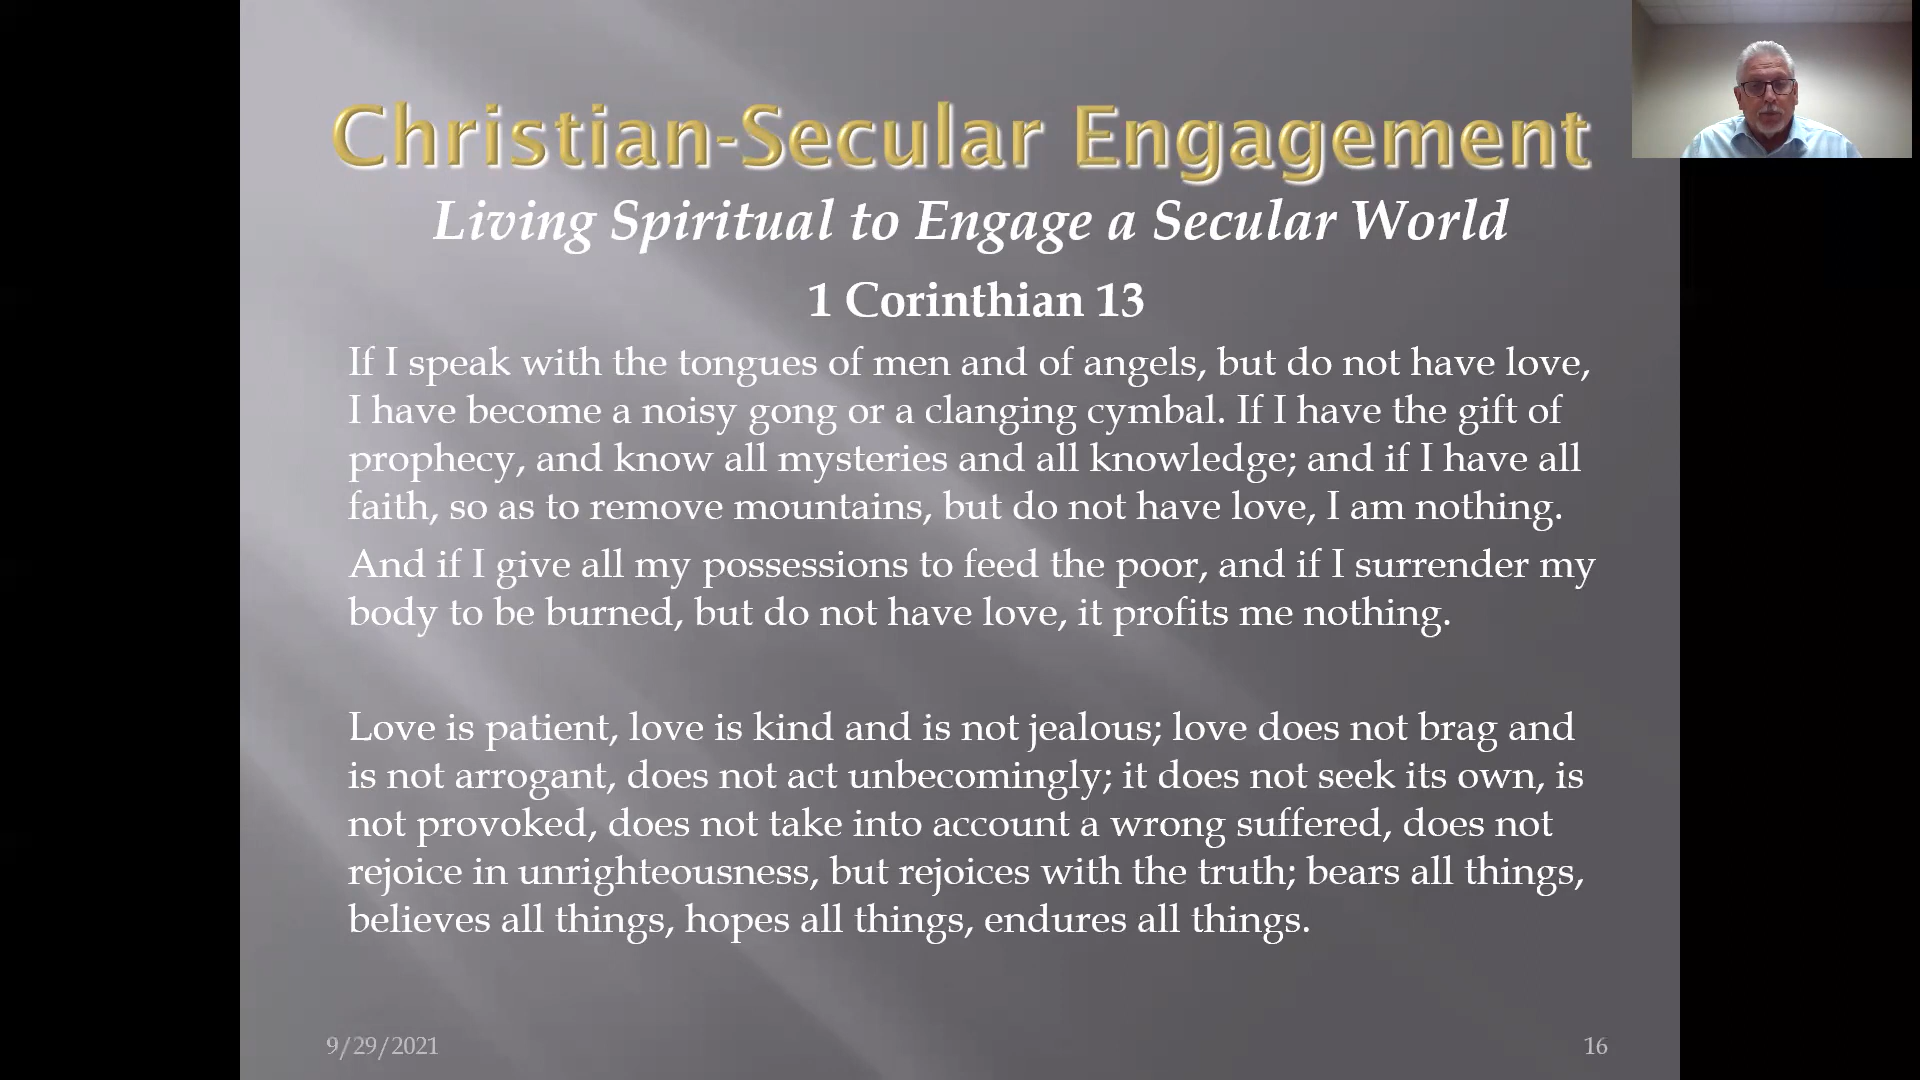 Christian-Secular Engagement
Living Spiritual to Engage a Secular World
1 Corinthian 13
If I speak with the tongues of men and of angels, but do not have love,
I have become a noisy gong or a clanging cymbal. If I have the gift of
prophecy, and know all mysteries and all knowledge; and if I have all
faith, so as to remove mountains, but do not have love, I am nothing.
And if I give all my possessions to feed the poor, and if I surrender my
body to be burned, but do not have love, it profits me nothing.
Love is patient, love is kind and is not jealous; love does not brag and
is not arrogant, does not act unbecomingly; it does not seek its own, is
not provoked, does not take into account a wrong suffered, does not
rejoice in unrighteousness, but rejoices with the truth; bears all things,
believes all things, hopes all things, endures all things.
9/29/2021
16